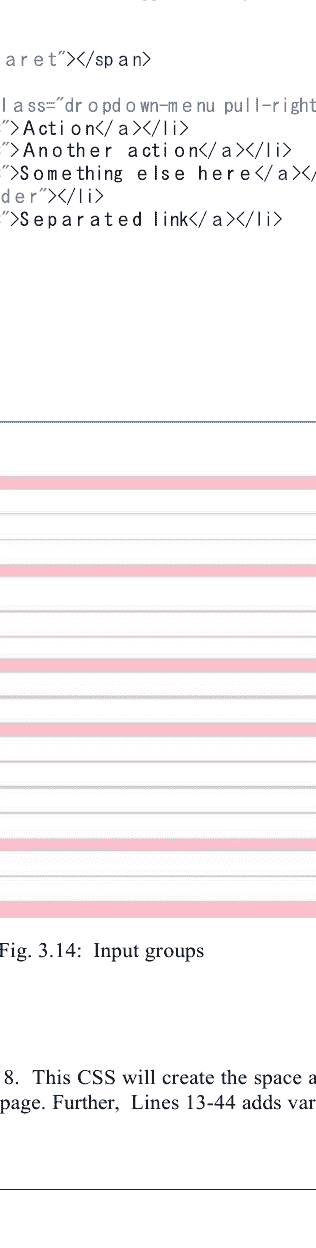 aret"></span>
lass="dropdown-menu pull-right
">Action</a></li>
">Another action</a></li>
">Something else here</a></
der"></li>
">Separated link</a></li>
Fig. 3.14: Input groups
8. This CSS will create the space a
page. Further, Lines 13-44 adds var